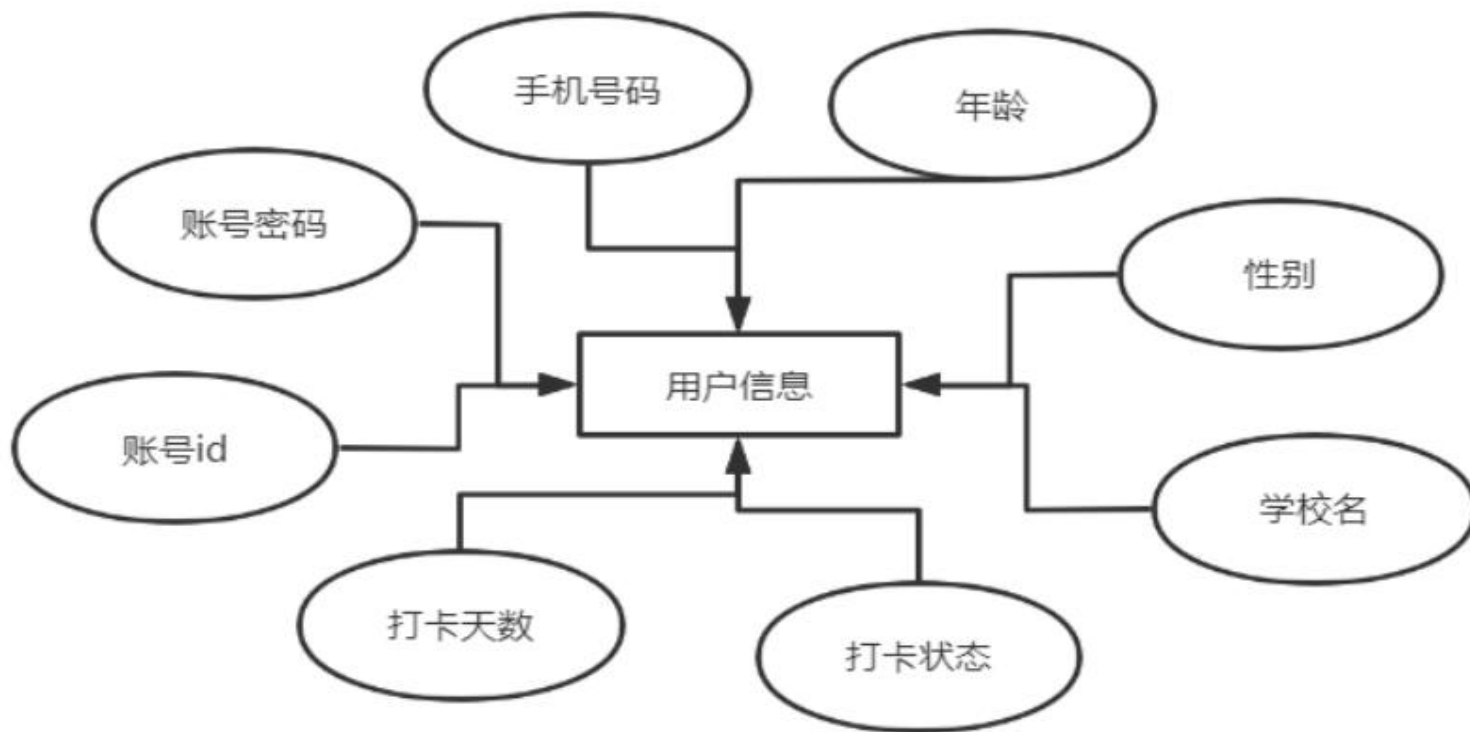 手机号码
年龄
账号密码
性别
用户信息
账号id
学校名
打卡天数
打卡状态